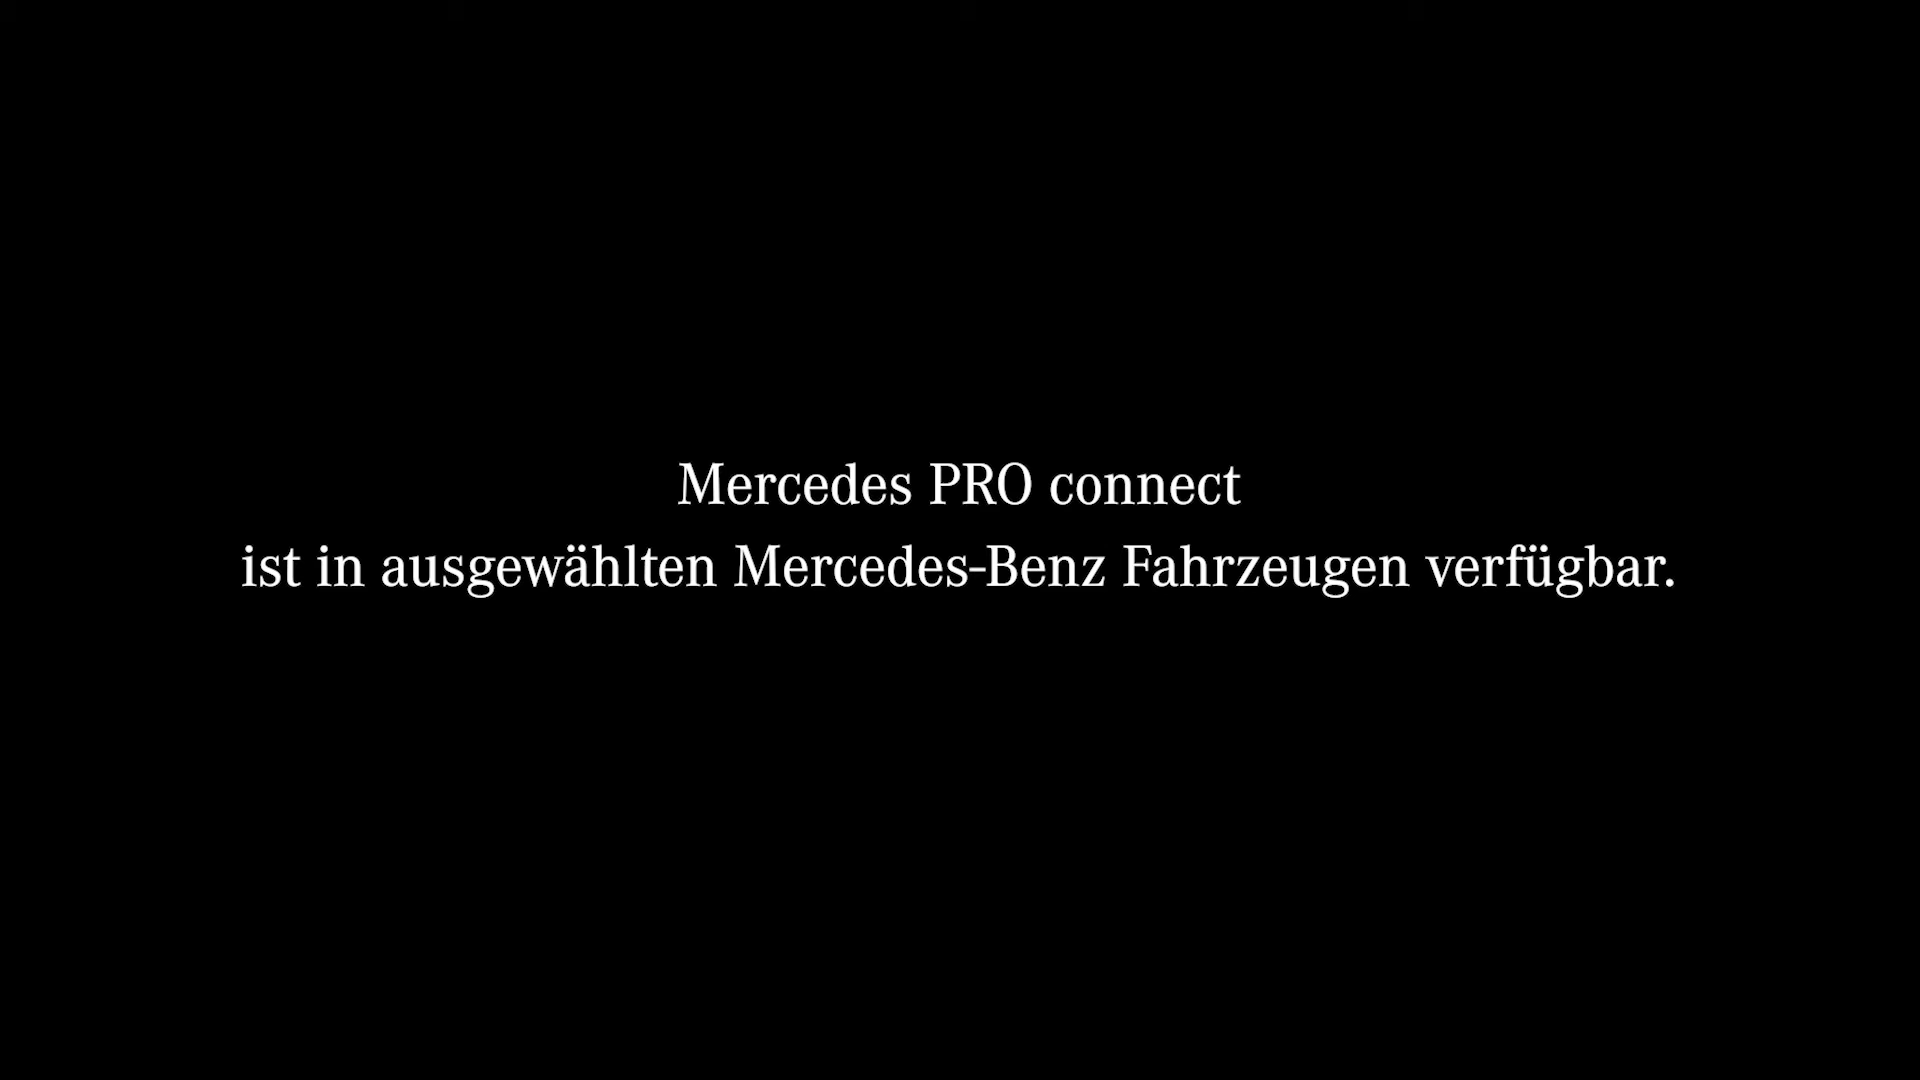 Mercedes PRO connect
ist in ausgewählten Mercedes-Benz Fahrzeugen verfügbar.